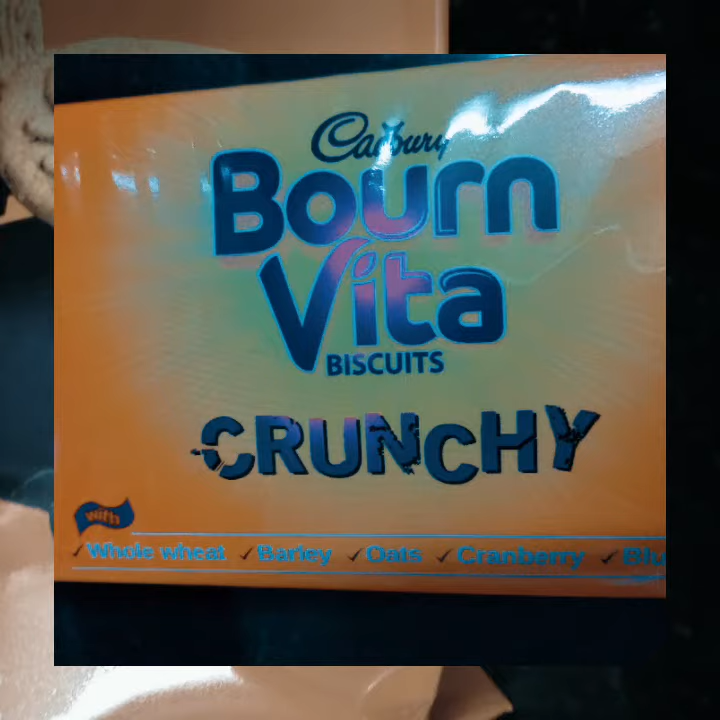 Cadbury
Bourn
Vita
BISCUITS
CRUNCHY
with
✓Whole wheat ✓Barley ✓Oats ✓Cranberry ✓